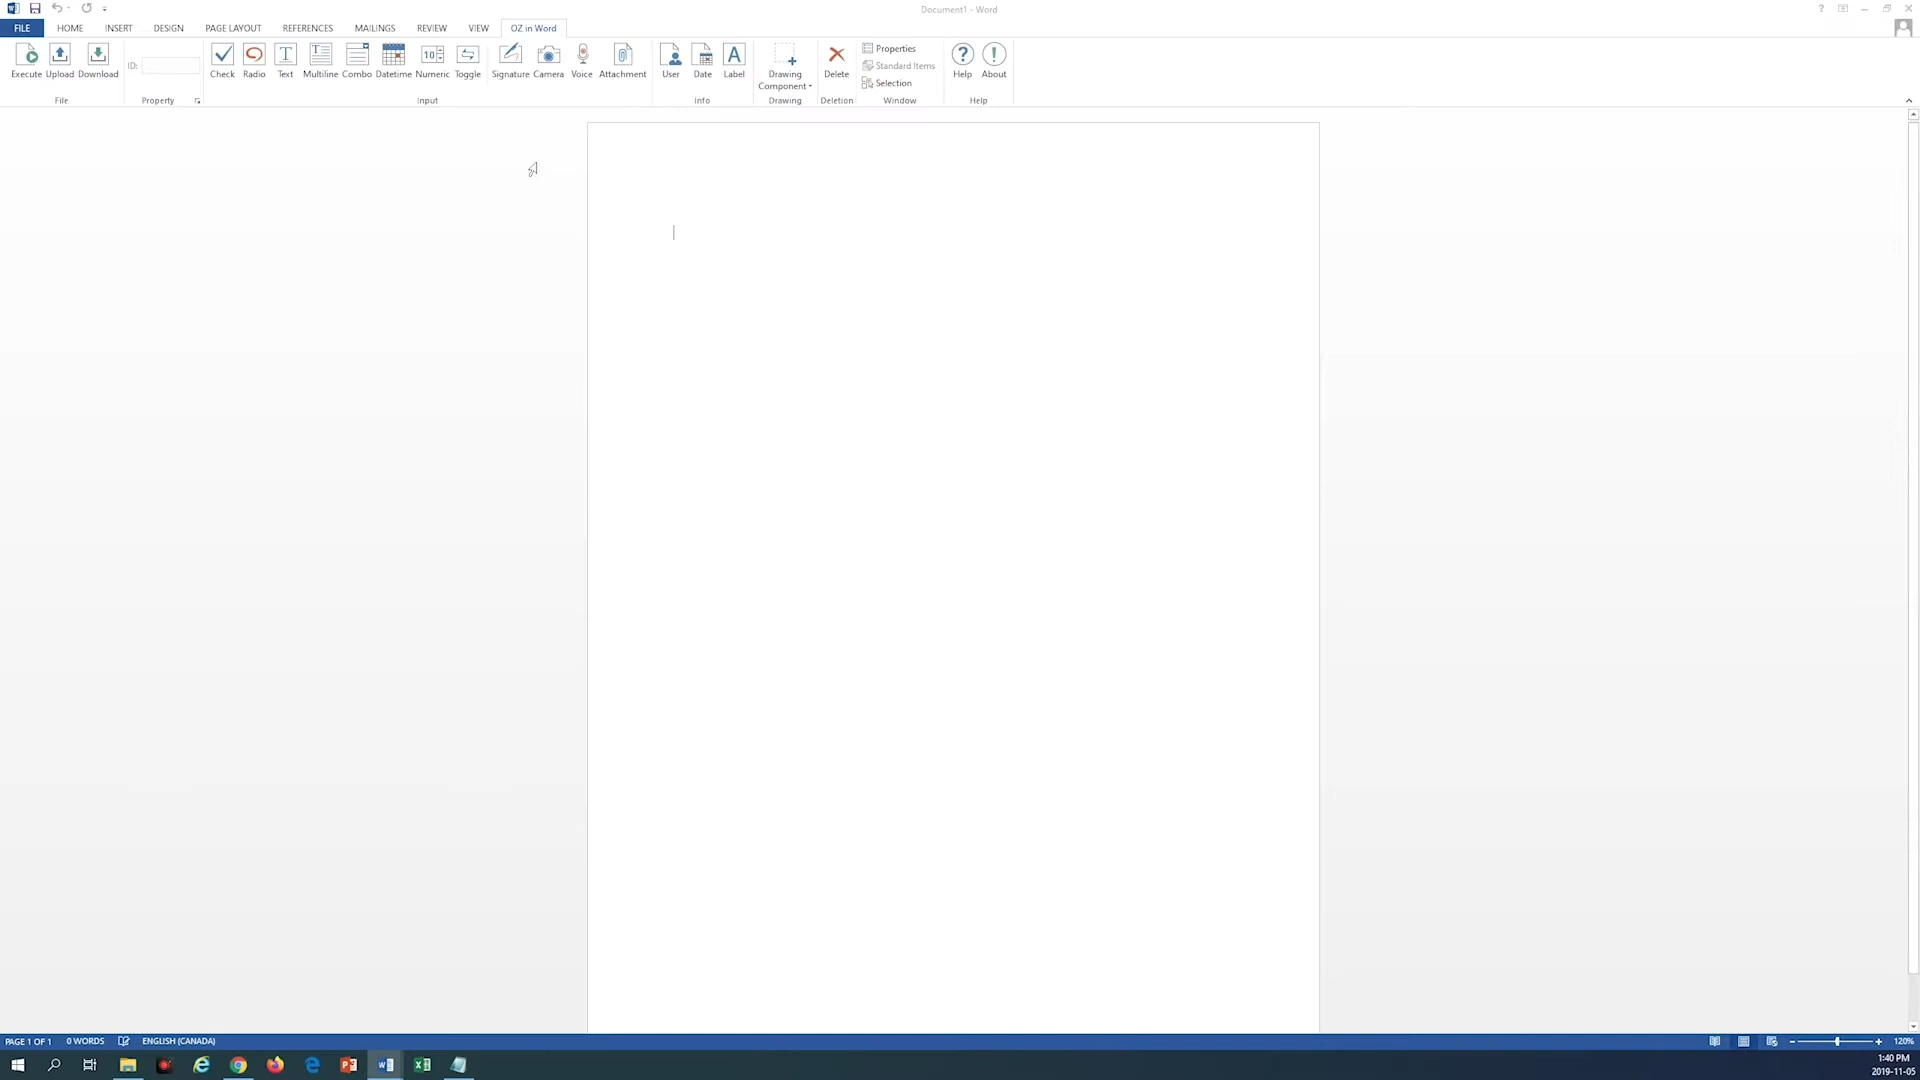 Document1 - Word
FILE HOME INSERT DESIGN PAGE LAYOUT REFERENCES MAILINGS REVIEW VIEW OZ in Word
Execute Upload Download ID: Check Radio Text Multiline Combo Datetime Numeric Toggle Signature Camera Voice Attachment User Date Label Drawing Component Delete Properties Standard Items Selection Help About
File Property Input Info Drawing Deletion Window Help
PAGE 1 OF 1 0 WORDS ENGLISH (CANADA) 120%
1:40 PM
2019-11-05